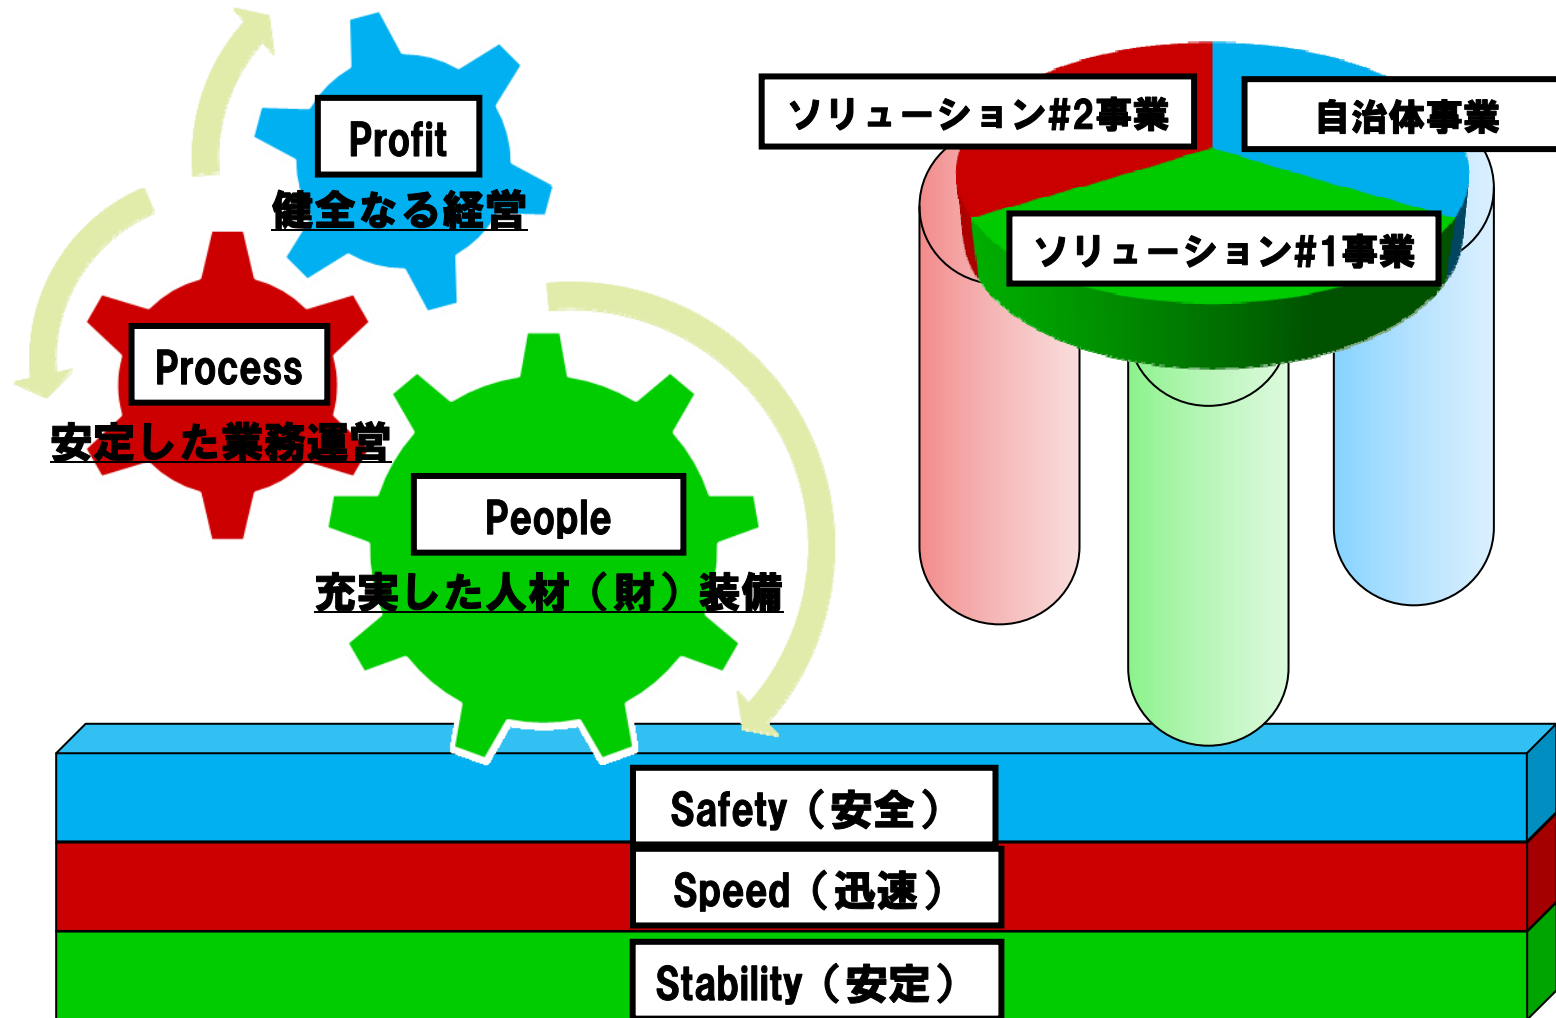 Profit
健全なる経営
Process
安定した業務運営
People
充実した人材（財）装備
ソリューション#2事業
自治体事業
ソリューション#1事業
Safety（安全）
Speed（迅速）
Stability（安定）